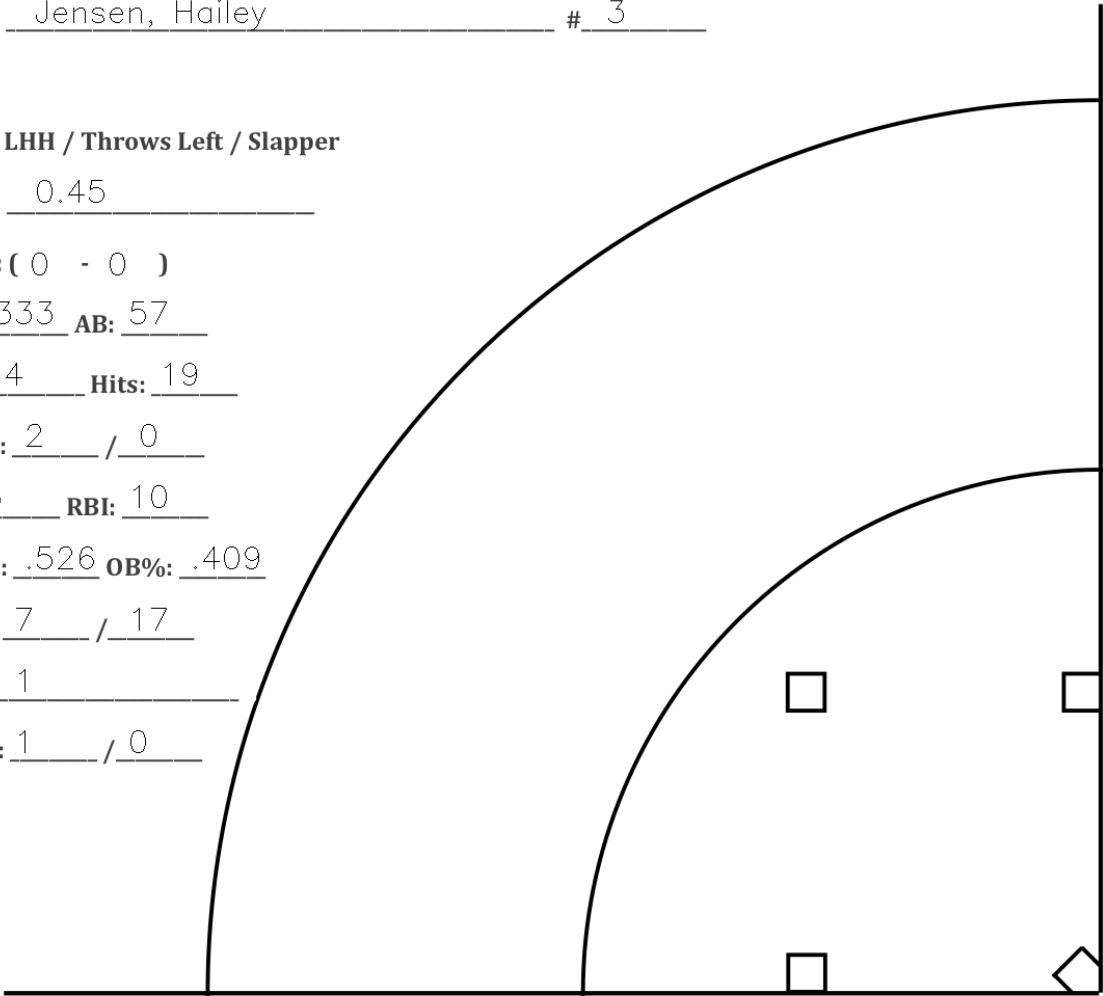 Jensen, Hailey # 3
LHH / Throws Left / Slapper
0.45
: ( 0 - 0 )
333 AB: 57
4 Hits: 19
: 2 / 0
RBI: 10
: .526 OB%: .409
7 / 17
1
: 1 / 0